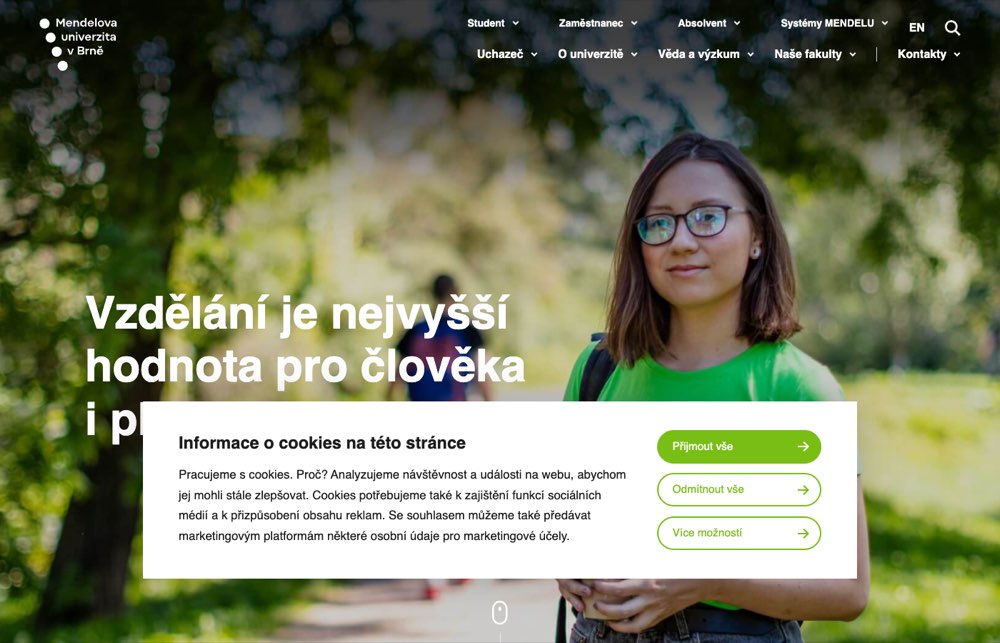 Mendelova
univerzita
v Brně
Student
Zaměstnanec
Absolvent
Systémy MENDELU
EN
Uchazeč
O univerzitě
Věda a výzkum
Naše fakulty
Kontakty
Vzdělání je nejvyšší
hodnota pro člověka
i pl
Informace o cookies na této stránce
Pracujeme s cookies. Proč? Analyzujeme návštěvnost a události na webu, abychom
jej mohli stále zlepšovat. Cookies potřebujeme také k zajištění funkcí sociálních
médií a k přizpůsobení obsahu reklam. Se souhlasem můžeme také předávat
marketingovým platformám některé osobní údaje pro marketingové účely.
Přijmout vše
Odmítnout vše
Více možností